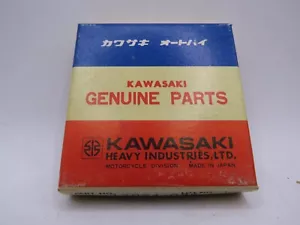 カワサキ オートバイ
KAWASAKI
GENUINE PARTS
KAWASAKI
HEAVY INDUSTRIES, LTD.
MOTORCYCLE DIVISION MADE IN JAPAN